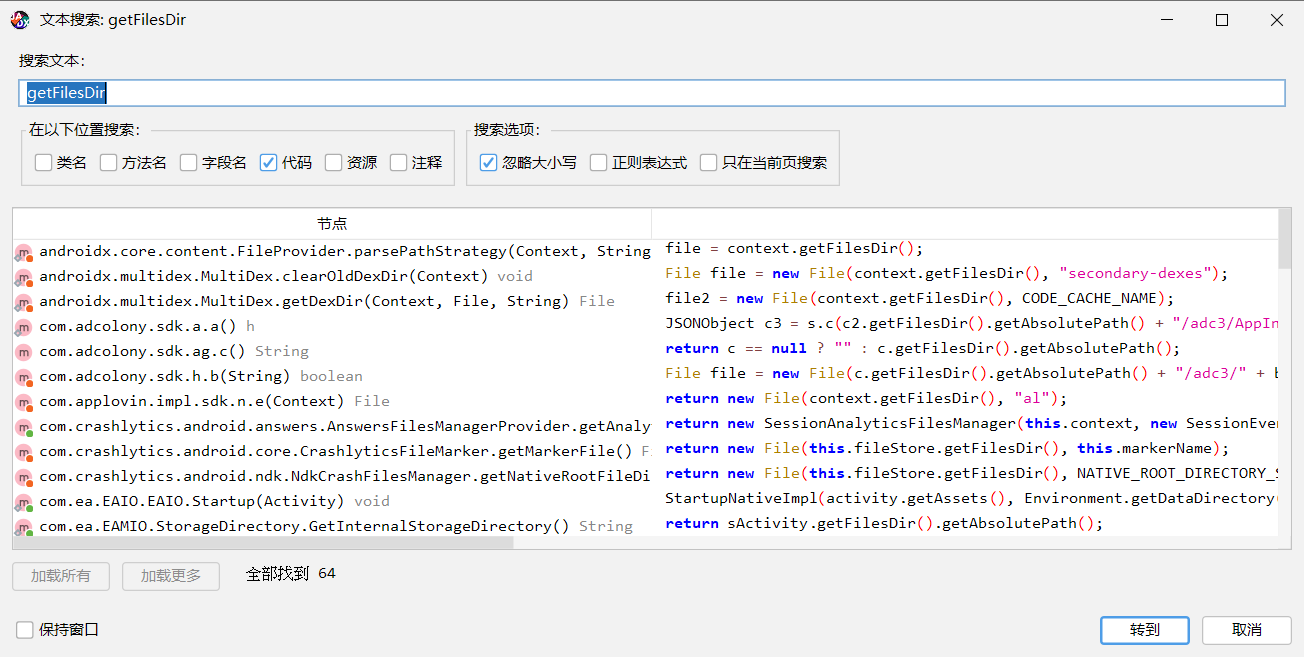 文本搜索: getFilesDir
搜索文本：
getFilesDir
在以下位置搜索：
类名 方法名 字段名 代码 资源 注释
搜索选项：
忽略大小写 正则表达式 只在当前页搜索
节点
androidx.core.content.FileProvider.parsePathStrategy(Context, String file = context.getFilesDir();
androidx.multidex.MultiDex.clearOldDexDir(Context) void File file = new File(context.getFilesDir(), "secondary-dexes");
androidx.multidex.MultiDex.getDexDir(Context, File, String) File file2 = new File(context.getFilesDir(), CODE_CACHE_NAME);
com.adcolony.sdk.a.a() h JSONObject c3 = s.c(c2.getFilesDir().getAbsolutePath() + "/adc3/AppIn
com.adcolony.sdk.ag.c() String return c == null ? "" : c.getFilesDir().getAbsolutePath();
com.adcolony.sdk.h.b(String) boolean File file = new File(c.getFilesDir().getAbsolutePath() + "/adc3/" + b
com.applovin.impl.sdk.n.e(Context) File return new File(context.getFilesDir(), "al");
com.crashlytics.android.answers.AnswersFilesManagerProvider.getAnaly return new SessionAnalyticsFilesManager(this.context, new SessionEven
com.crashlytics.android.core.CrashlyticsFileMarker.getMarkerFile() F return new File(this.fileStore.getFilesDir(), this.markerName);
com.crashlytics.android.ndk.NdkCrashFilesManager.getNativeRootFileDi return new File(this.fileStore.getFilesDir(), NATIVE_ROOT_DIRECTORY_S
com.ea.EAIO.EAIO.Startup(Activity) void StartupNativeImpl(activity.getAssets(), Environment.getDataDirectory(
com.ea.EAMIO.StorageDirectory.GetInternalStorageDirectory() String return sActivity.getFilesDir().getAbsolutePath();
加载所有 加载更多 全部找到 64
保持窗口 转到 取消